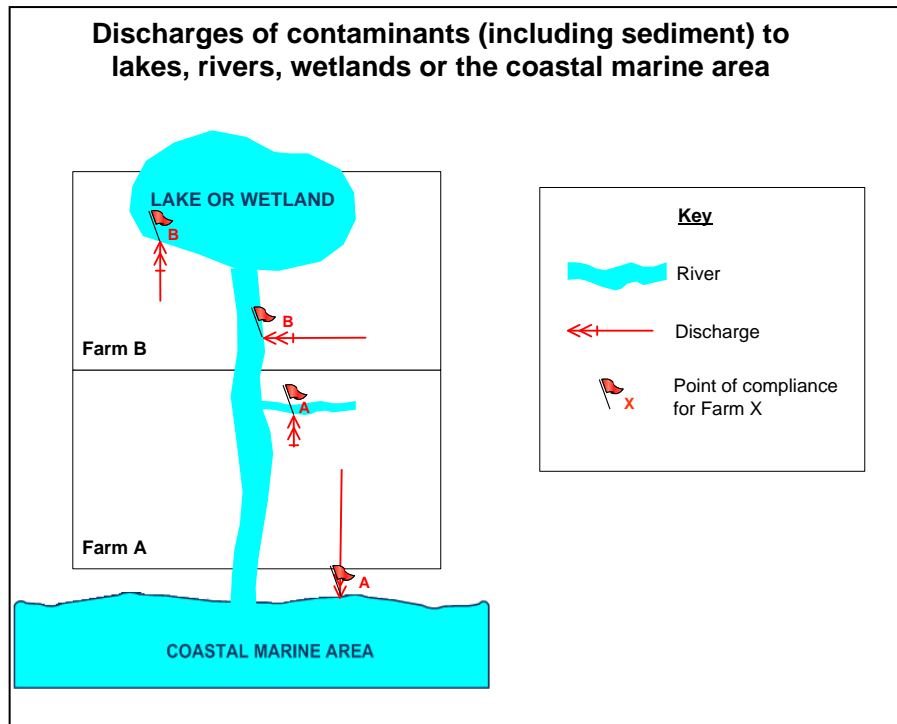 Discharges of contaminants (including sediment) to
lakes, rivers, wetlands or the coastal marine area
LAKE OR WETLAND
B
B
Farm B
A
Farm A
A
COASTAL MARINE AREA
Key
River
Discharge
Point of compliance
X
for Farm X